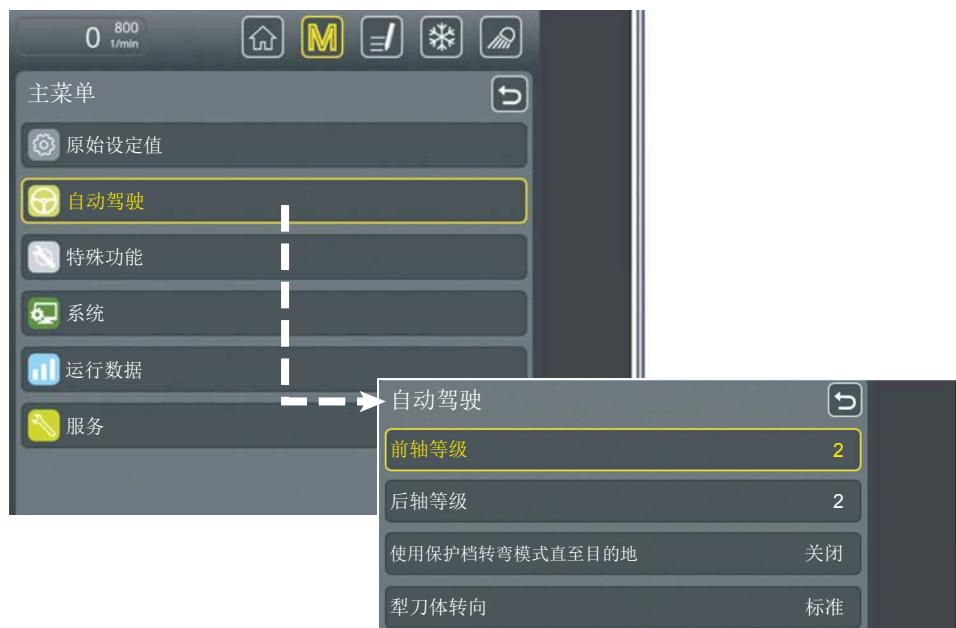 0 800
1/min
M
主菜单
原始设定值
自动驾驶
特殊功能
系统
运行数据
服务
自动驾驶
前轴等级 2
后轴等级 2
使用保护档转弯模式直至目的地 关闭
犁刀体转向 标准